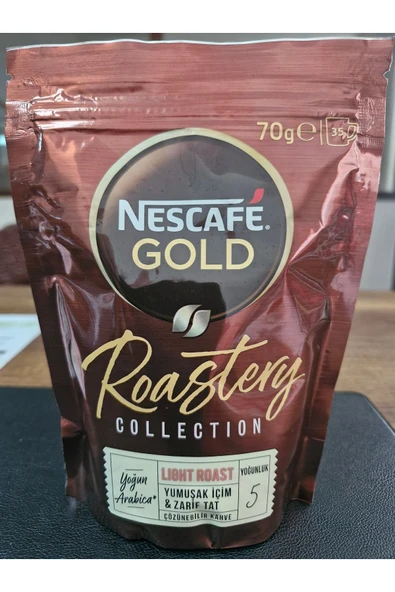 70g℮ 35
NESCAFÉ®
GOLD
Roastery
COLLECTION
Yoğun
Arabica*
LIGHT ROAST
YUMUŞAK İÇİM
& ZARİF TAT
ÇÖZÜNEBİLİR KAHVE
YOĞUNLUK
5